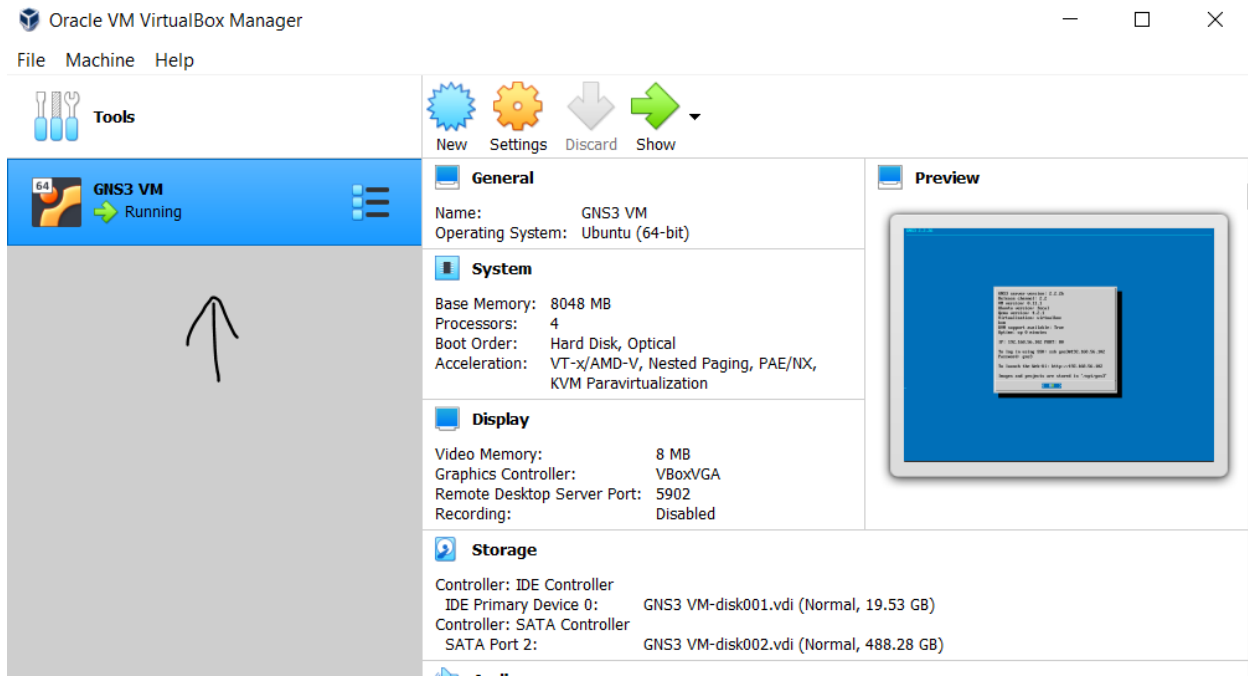 Oracle VM VirtualBox Manager
File Machine Help
Tools
New Settings Discard Show
64
GNS3 VM
Running
General
Name: GNS3 VM
Operating System: Ubuntu (64-bit)
System
Base Memory: 8048 MB
Processors: 4
Boot Order: Hard Disk, Optical
Acceleration: VT-x/AMD-V, Nested Paging, PAE/NX,
KVM Paravirtualization
Display
Video Memory: 8 MB
Graphics Controller: VBoxVGA
Remote Desktop Server Port: 5902
Recording: Disabled
Storage
Controller: IDE Controller
IDE Primary Device 0: GNS3 VM-disk001.vdi (Normal, 19.53 GB)
Controller: SATA Controller
SATA Port 2: GNS3 VM-disk002.vdi (Normal, 488.28 GB)
Preview
KVM support available: True